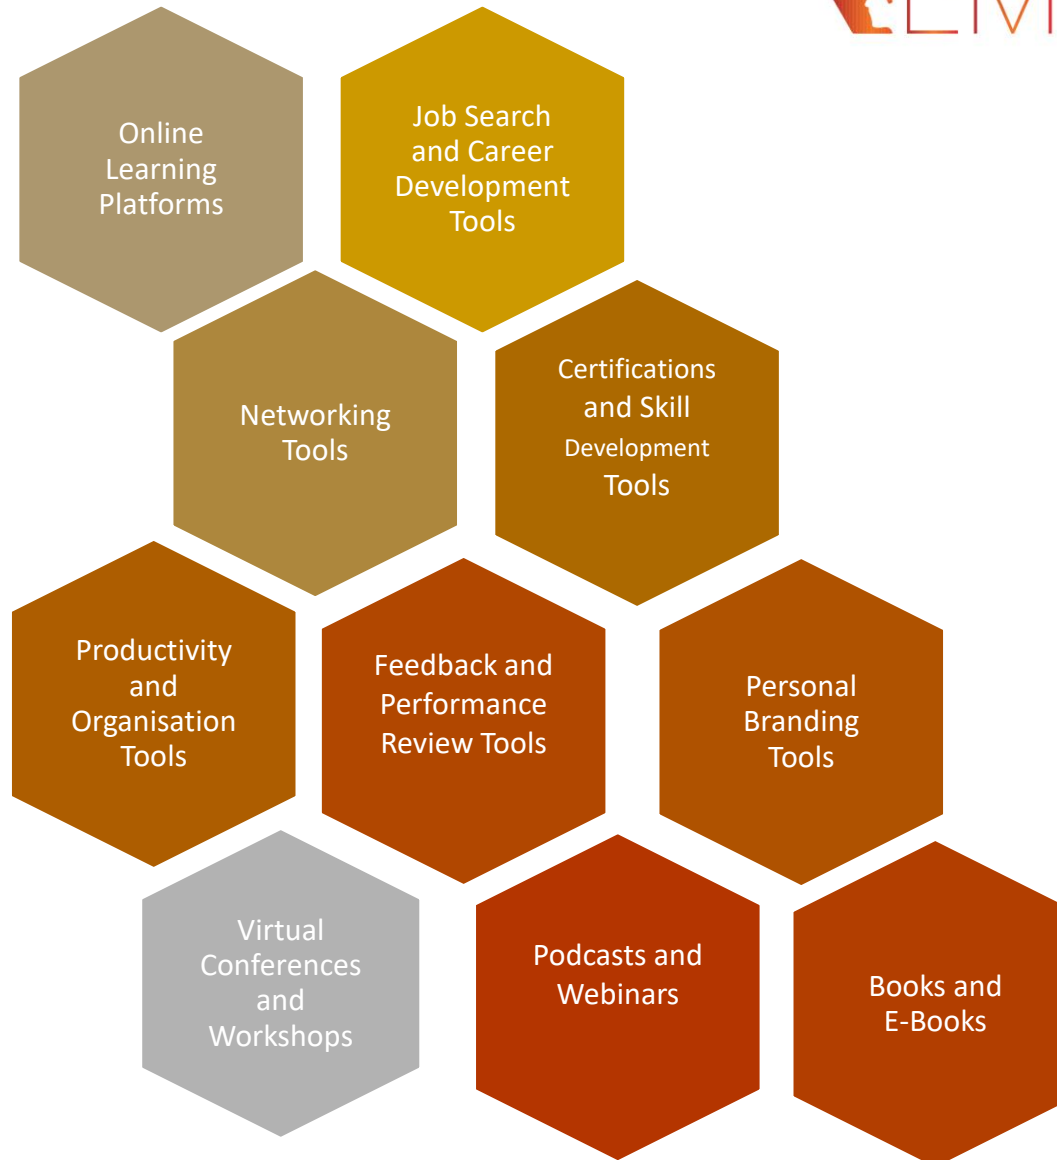 Online
Learning
Platforms
Job Search
and Career
Development
Tools
Networking
Tools
Certifications
and Skill
Development
Tools
Productivity
and
Organisation
Tools
Feedback and
Performance
Review Tools
Personal
Branding
Tools
Virtual
Conferences
and
Workshops
Podcasts and
Webinars
Books and
E-Books